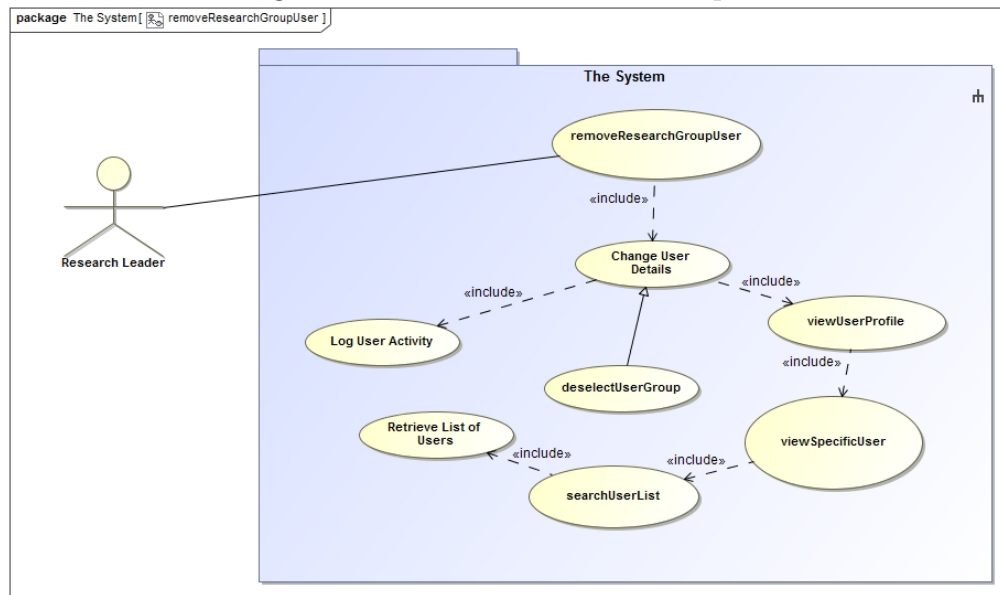 package The System[ removeResearchGroupUser ]
The System
removeResearchGroupUser
«include»
Research Leader
Change User
Details
«include»
«include»
Log User Activity
viewUserProfile
«include»
deselectUserGroup
Retrieve List of
Users
viewSpecificUser
«include»
«include»
searchUserList